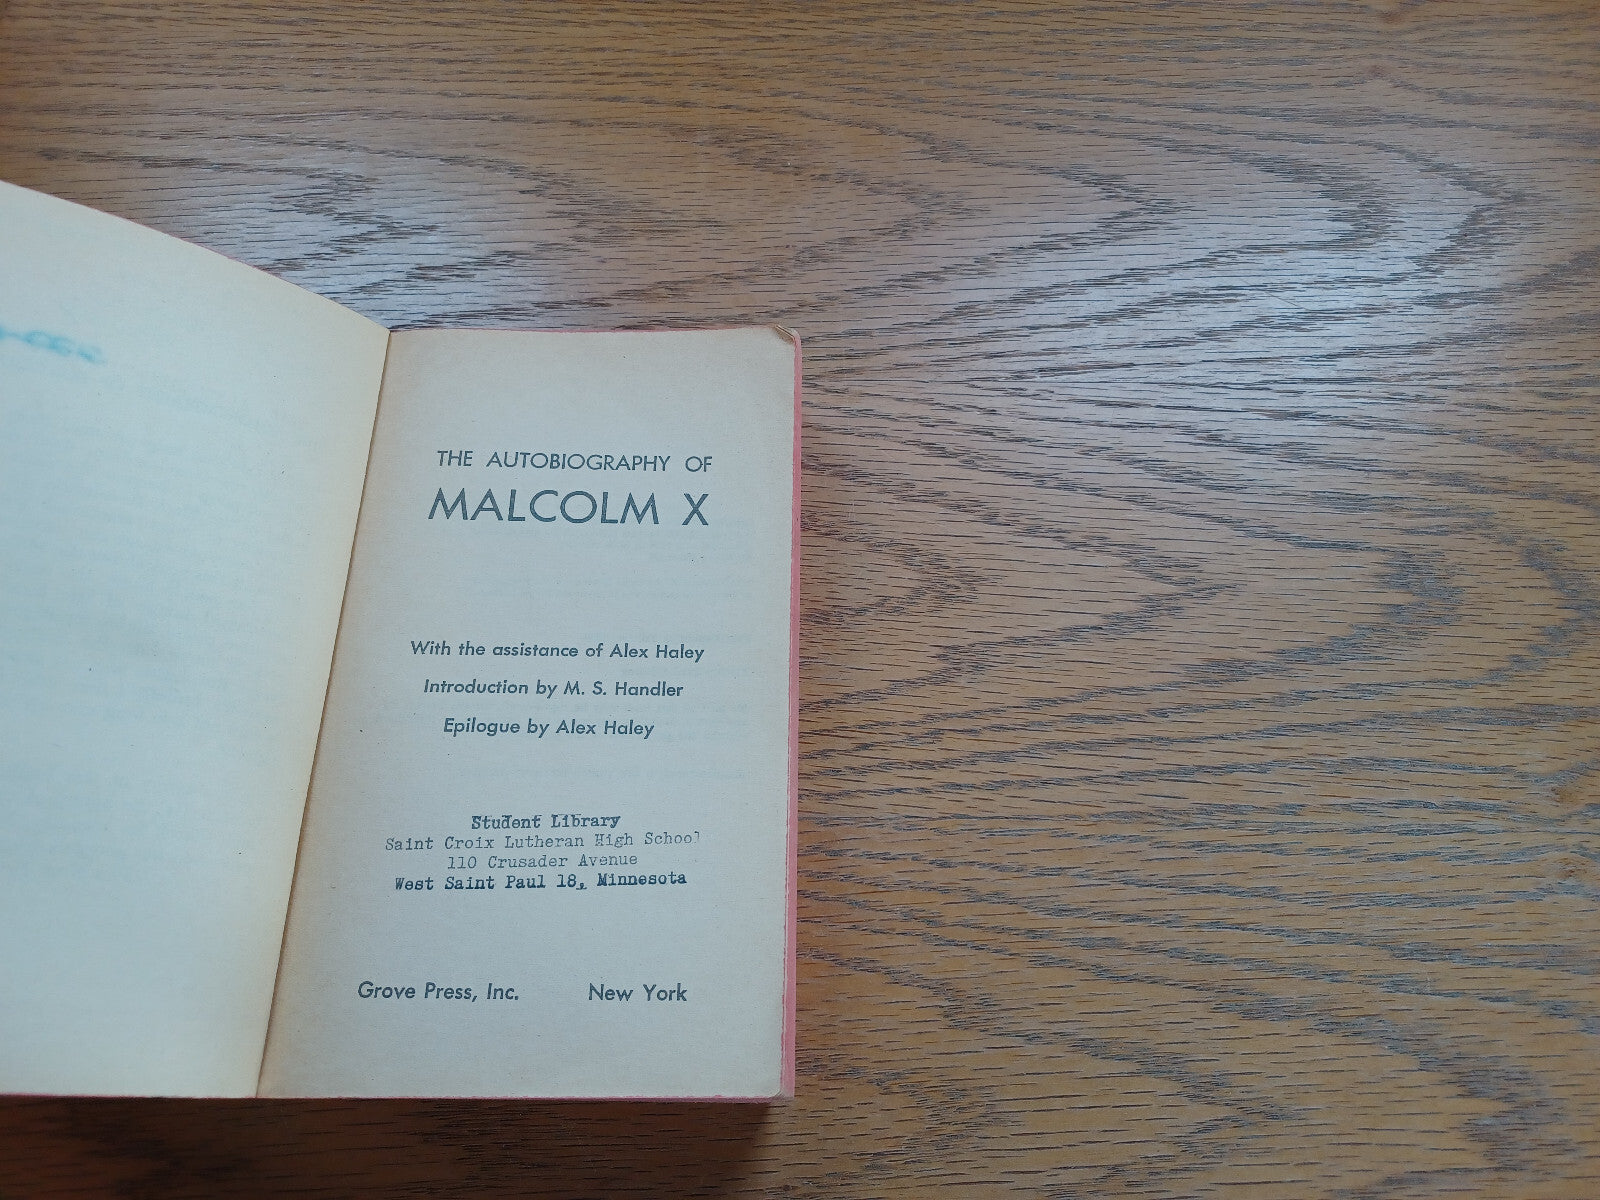 THE AUTOBIOGRAPHY OF
MALCOLM X
With the assistance of Alex Haley
Introduction by M. S. Handler
Epilogue by Alex Haley
Student Library
Saint Croix Lutheran High School
110 Crusader Avenue
West Saint Paul 18, Minnesota
Grove Press, Inc. New York